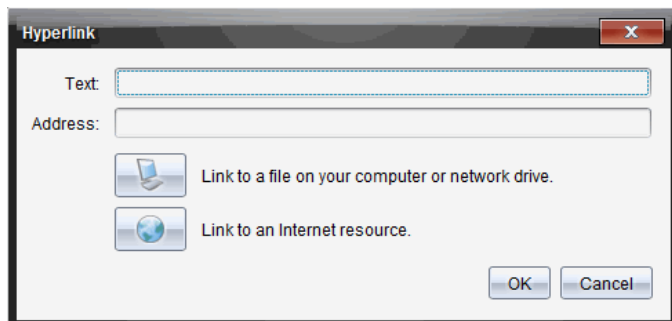 Hyperlink
Text:
Address:
Link to a file on your computer or network drive.
Link to an Internet resource.
OK Cancel